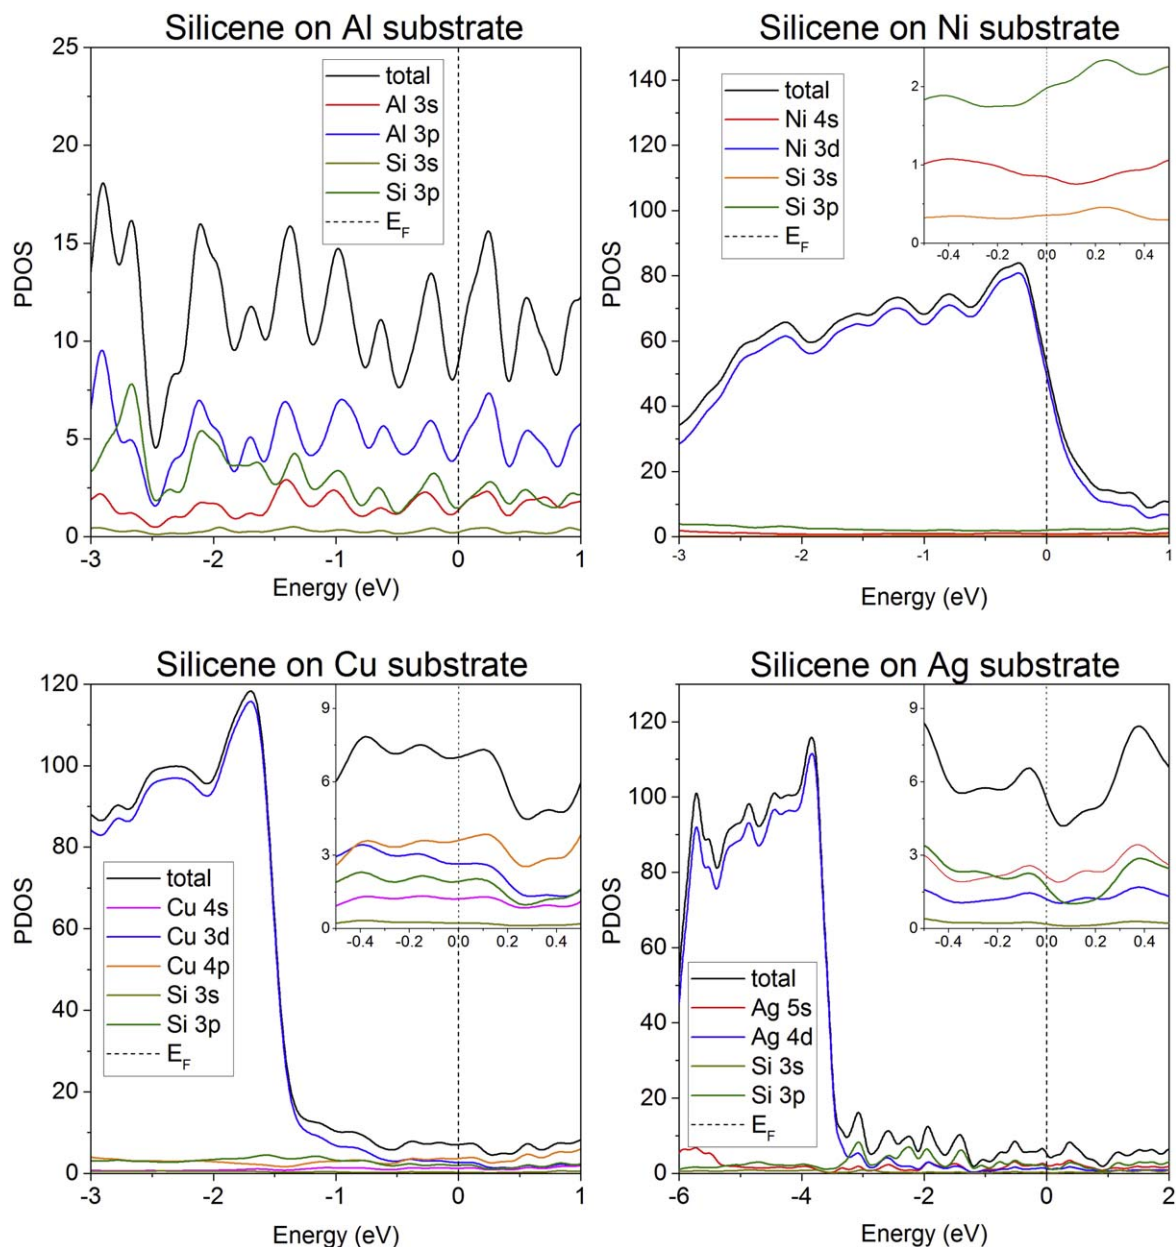 Silicene on Al substrate
25
20
15
10
5
0
PDOS
total
Al 3s
Al 3p
Si 3s
Si 3p
E_F
-3
-2
-1
0
1
Energy (eV)
Silicene on Ni substrate
140
120
100
80
60
40
20
0
PDOS
total
Ni 4s
Ni 3d
Si 3s
Si 3p
E_F
2
1
0
-0.4
-0.2
0.0
0.2
0.4
-3
-2
-1
0
1
Energy (eV)
Silicene on Cu substrate
120
100
80
60
40
20
0
PDOS
total
Cu 4s
Cu 3d
Cu 4p
Si 3s
Si 3p
E_F
9
6
3
0
-0.4
-0.2
0.0
0.2
0.4
-3
-2
-1
0
1
Energy (eV)
Silicene on Ag substrate
120
100
80
60
40
20
0
PDOS
total
Ag 5s
Ag 4d
Si 3s
Si 3p
E_F
9
6
3
0
-0.4
-0.2
0.0
0.2
0.4
-6
-4
-2
0
2
Energy (eV)